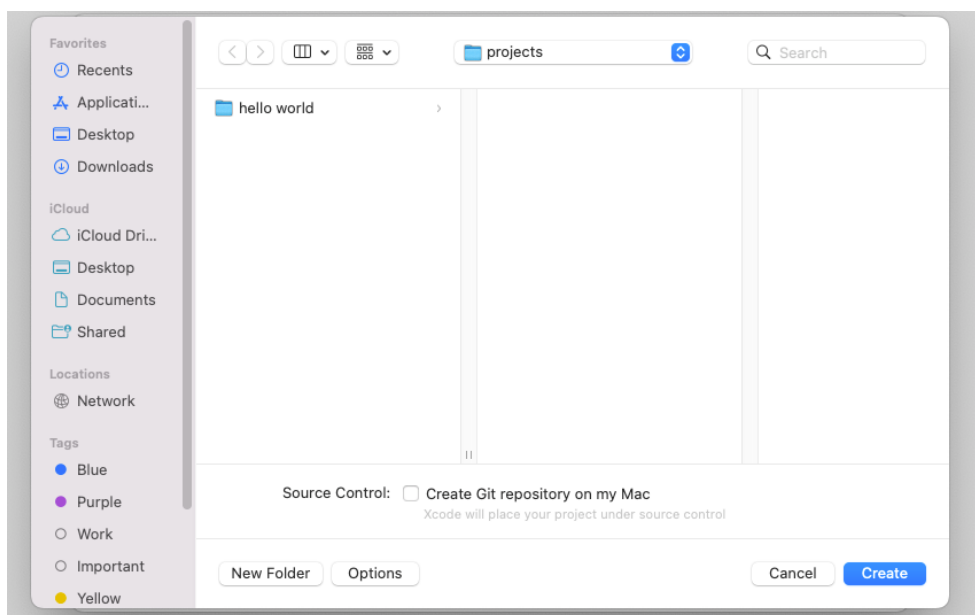 Favorites
Recents
Applicati...
Desktop
Downloads
iCloud
iCloud Dri...
Desktop
Documents
Shared
Locations
Network
Tags
Blue
Purple
Work
Important
Yellow
projects
Search
hello world
Source Control: Create Git repository on my Mac
Xcode will place your project under source control
New Folder Options Cancel Create